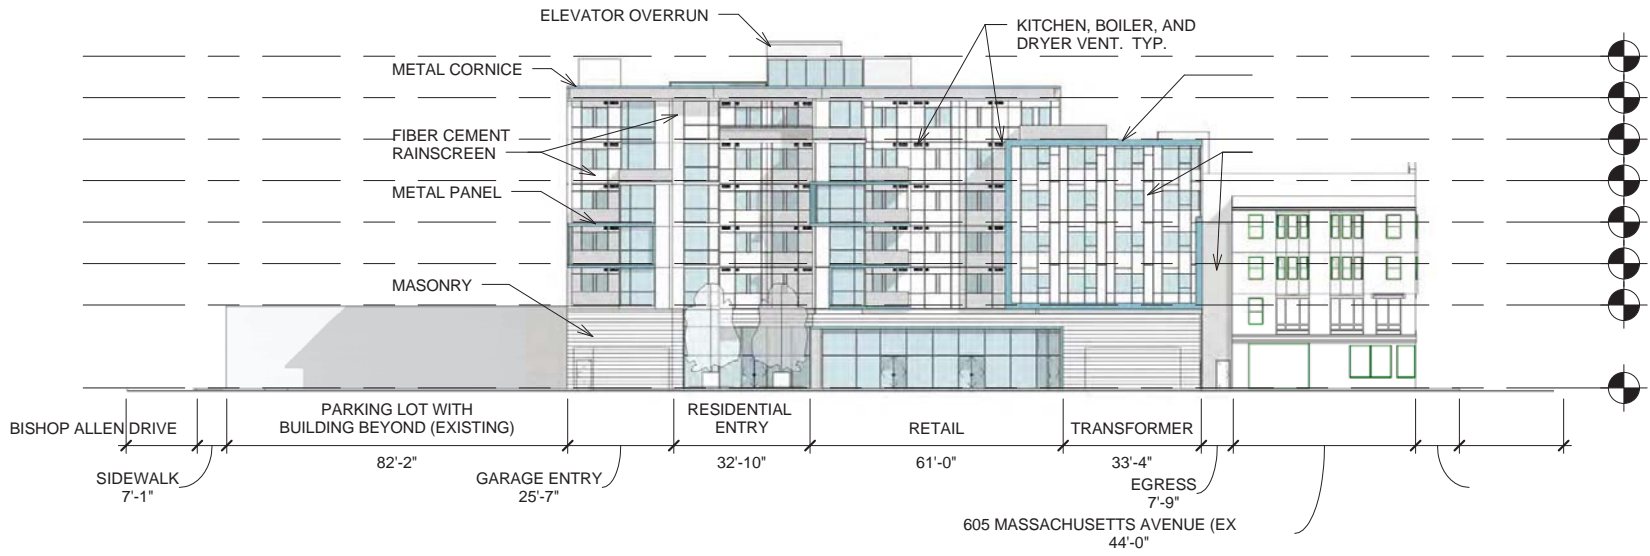 ELEVATOR OVERRUN
KITCHEN, BOILER, AND
DRYER VENT. TYP.
METAL CORNICE
FIBER CEMENT
RAINSCREEN
METAL PANEL
MASONRY
BISHOP ALLEN DRIVE
PARKING LOT WITH
BUILDING BEYOND (EXISTING)
RESIDENTIAL
ENTRY
RETAIL
TRANSFORMER
82'-2"
32'-10"
61'-0"
33'-4"
SIDEWALK
7'-1"
GARAGE ENTRY
25'-7"
EGRESS
7'-9"
605 MASSACHUSETTS AVENUE (EX
44'-0"